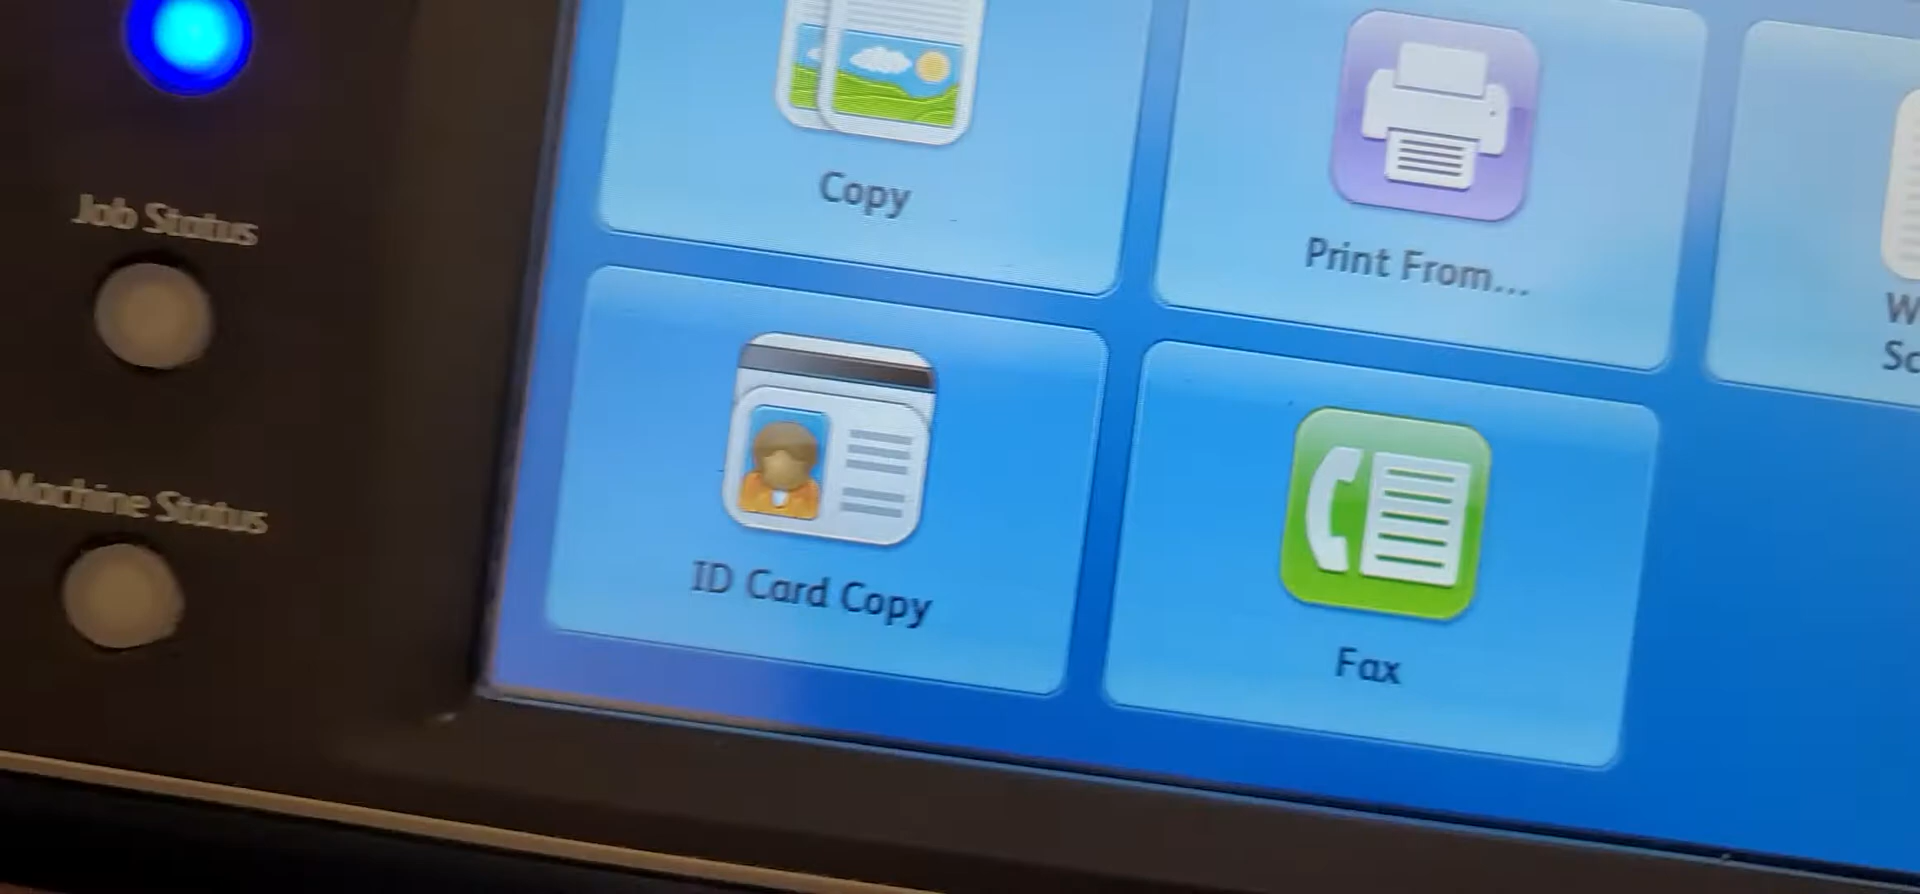 Job Status
Machine Status
Copy
Print From...
ID Card Copy
Fax